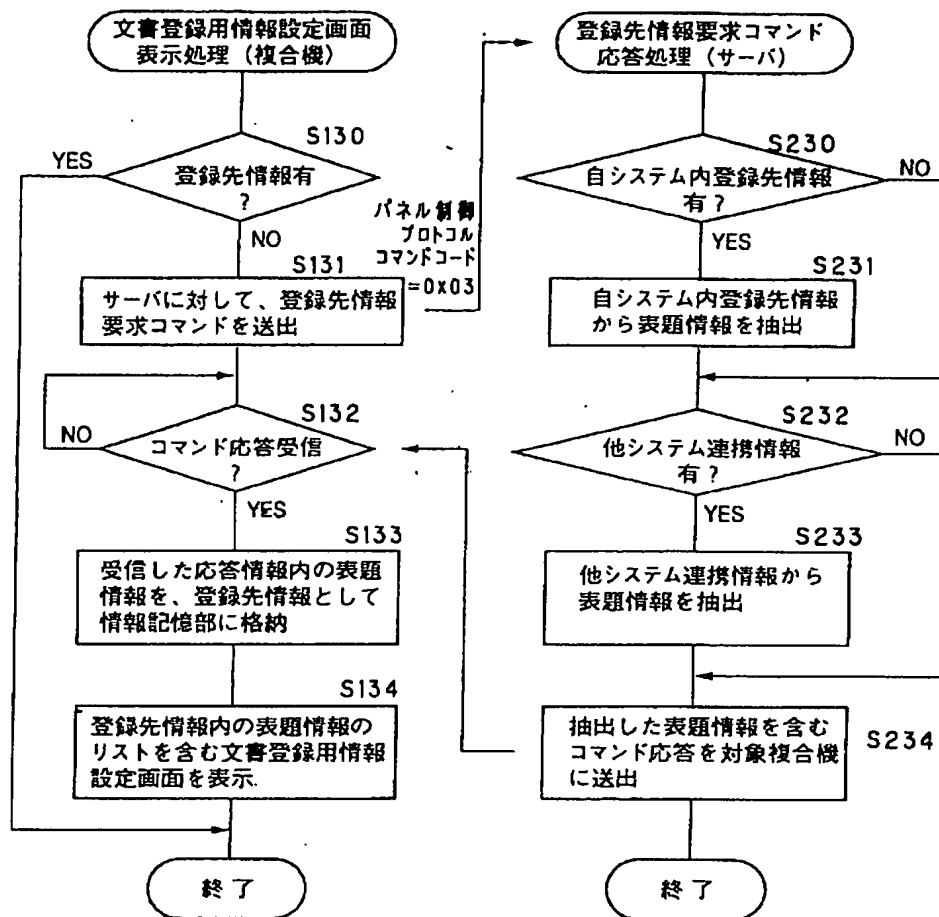 文書登録用情報設定画面
表示処理（複合機）
S130
YES
登録先情報有
？
NO
S131
サーバに対して、登録先情報
要求コマンドを送出
パネル制御
プロトコル
コマンドコード
=0x03
S132
NO
コマンド応答受信
？
YES
S133
受信した応答情報内の表題
情報を、登録先情報として
情報記憶部に格納
S134
登録先情報内の表題情報の
リストを含む文書登録用情報
設定画面を表示.
終了
登録先情報要求コマンド
応答処理（サーバ）
S230
自システム内登録先情報
有？
NO
YES
S231
自システム内登録先情報
から表題情報を抽出
S232
他システム連携情報
有？
NO
YES
S233
他システム連携情報から
表題情報を抽出
S234
抽出した表題情報を含む
コマンド応答を対象複合機
に送出
終了